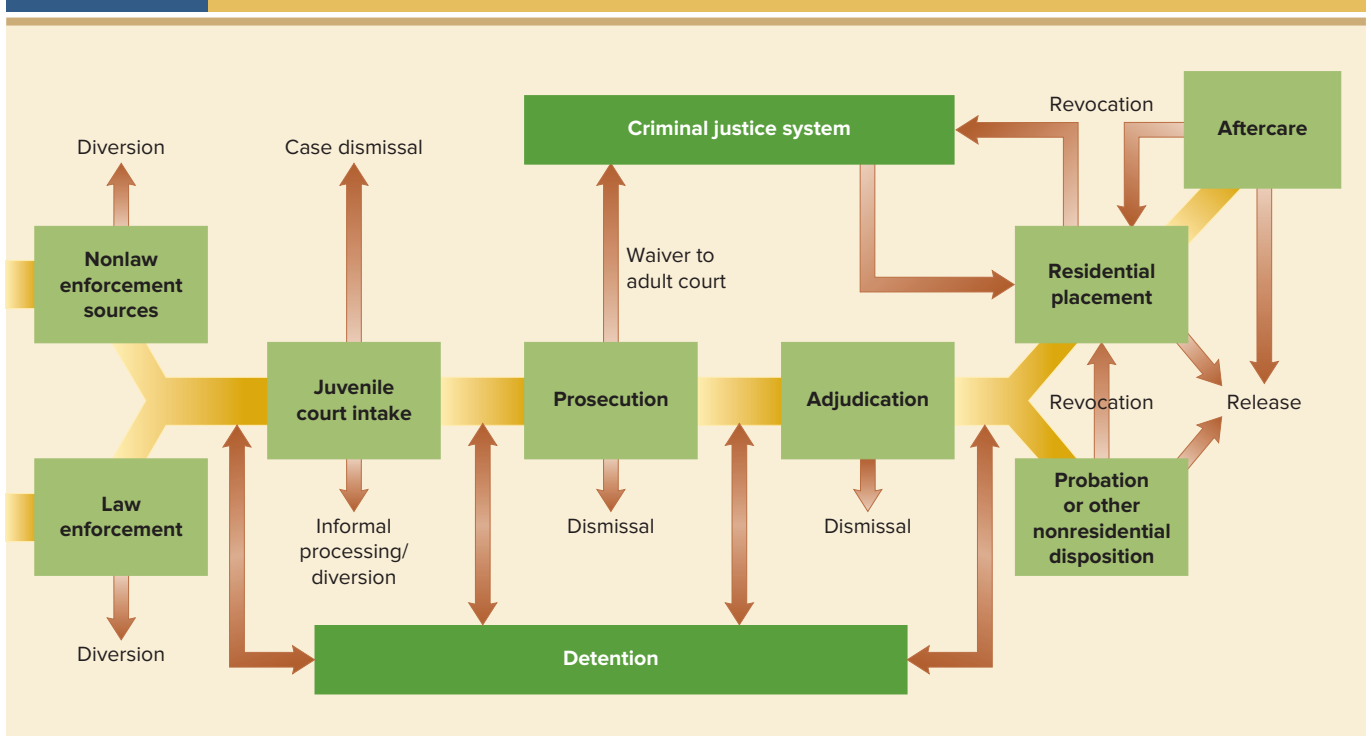 Criminal justice system
Revocation
Aftercare
Diversion
Case dismissal
Nonlaw
enforcement
sources
Waiver to
adult court
Residential
placement
Juvenile
court intake
Prosecution
Adjudication
Revocation
Release
Law
enforcement
Informal
processing/
diversion
Dismissal
Dismissal
Probation
or other
nonresidential
disposition
Diversion
Detention